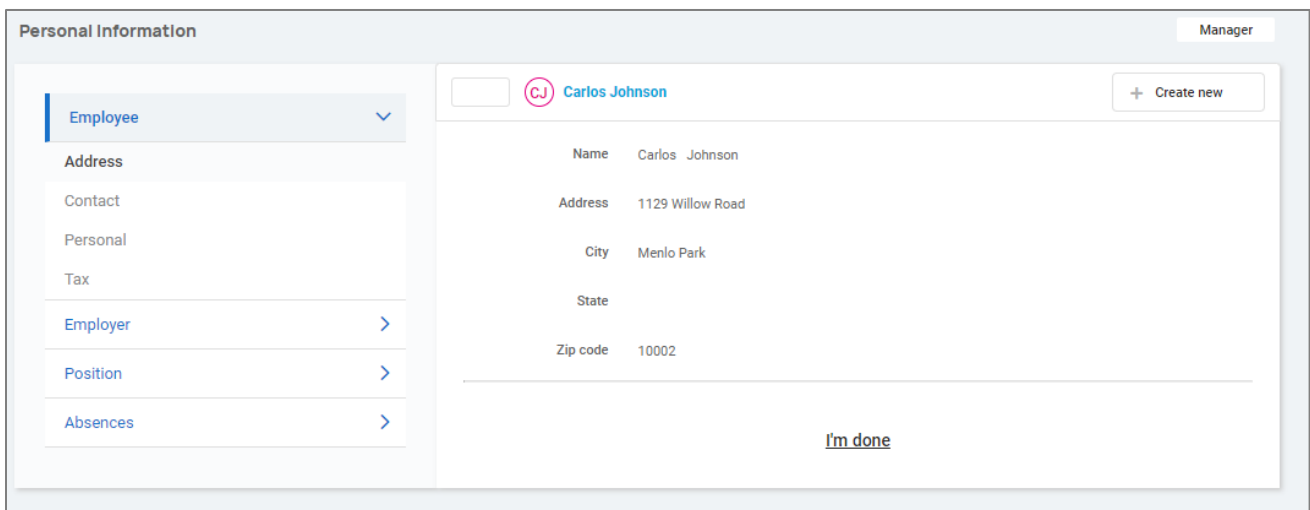 Personal Information
Manager
Employee
Address
Contact
Personal
Tax
Employer
Position
Absences
CJ Carlos Johnson
+ Create new
Name Carlos Johnson
Address 1129 Willow Road
City Menlo Park
State
Zip code 10002
I'm done